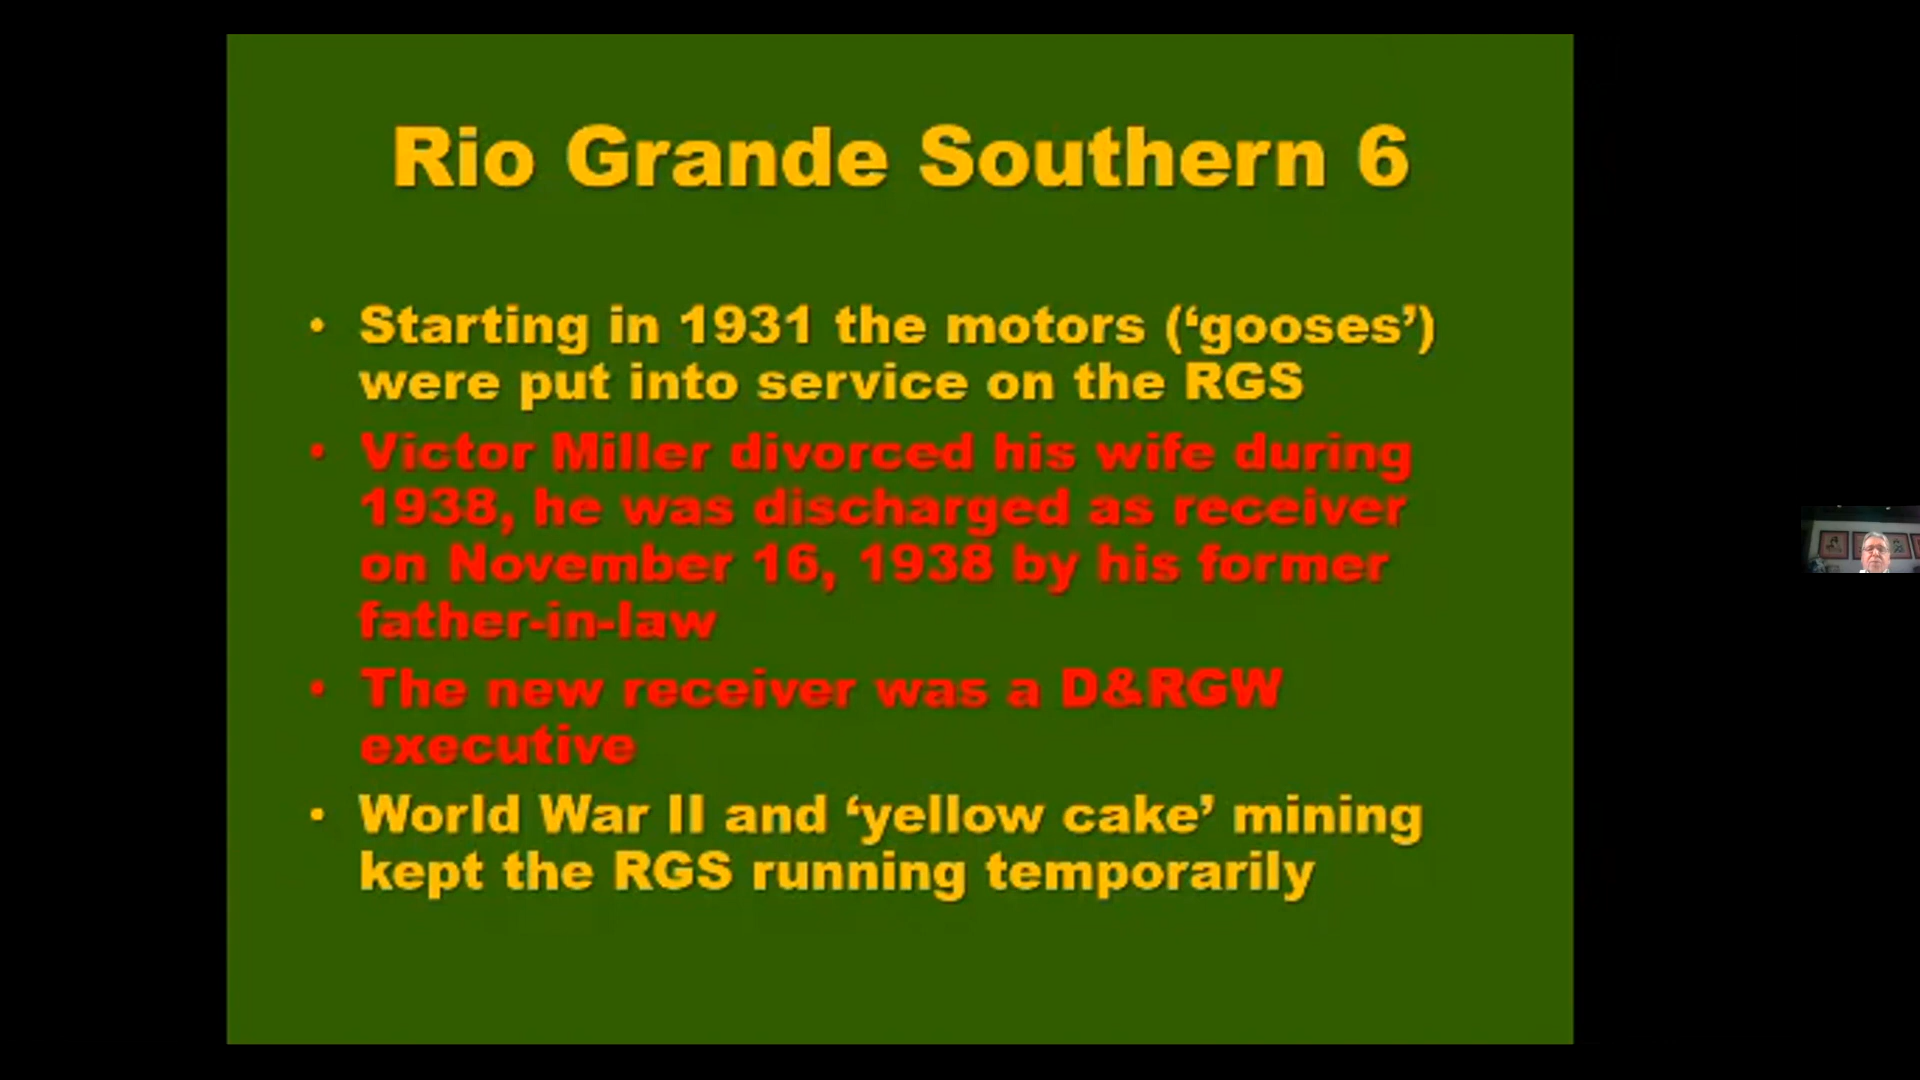 Rio Grande Southern 6
• Starting in 1931 the motors (‘gooses’)
were put into service on the RGS
• Victor Miller divorced his wife during
1938, he was discharged as receiver
on November 16, 1938 by his former
father-in-law
• The new receiver was a D&RGW
executive
• World War II and ‘yellow cake’ mining
kept the RGS running temporarily